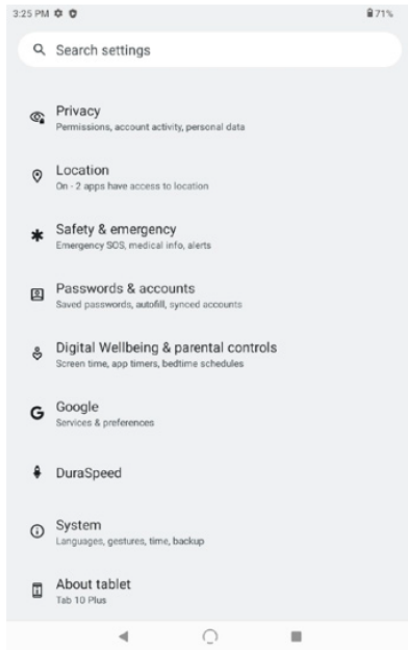 3:25 PM
71%
Search settings
Privacy
Permissions, account activity, personal data
Location
On - 2 apps have access to location
Safety & emergency
Emergency SOS, medical info, alerts
Passwords & accounts
Saved passwords, autofill, synced accounts
Digital Wellbeing & parental controls
Screen time, app timers, bedtime schedules
Google
Services & preferences
DuraSpeed
System
Languages, gestures, time, backup
About tablet
Tab 10 Plus